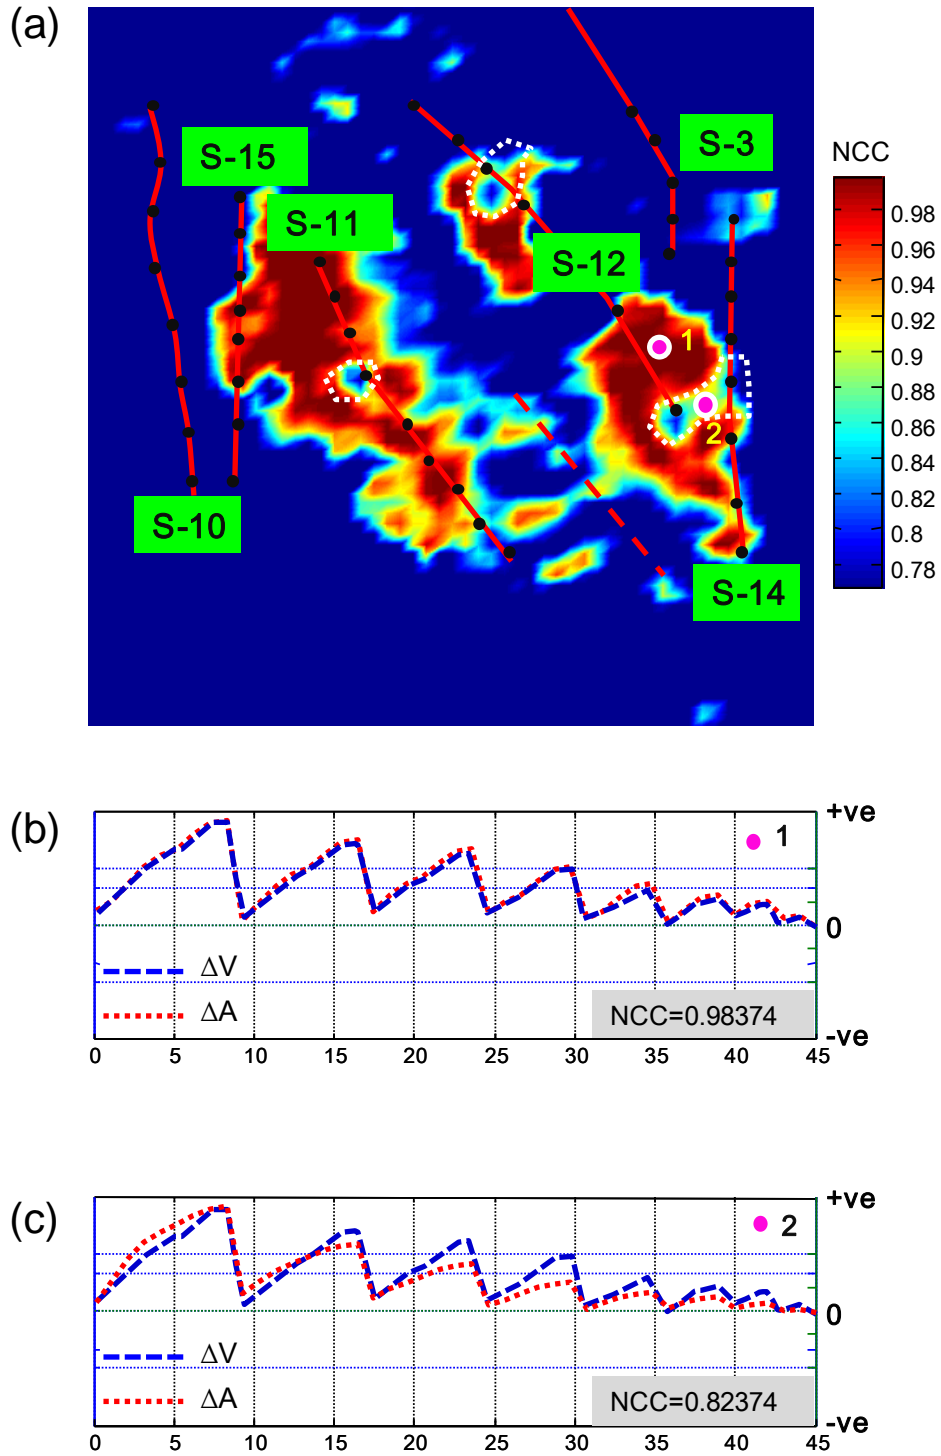 (a)
S-15
S-3
NCC
S-11
0.98
0.96
S-12
0.94
0.92
1
0.9
0.88
2
0.86
0.84
S-10
0.82
0.8
S-14
0.78
(b)
+ve
1
0
ΔV
ΔA
NCC=0.98374
-ve
0 5 10 15 20 25 30 35 40 45
(c)
+ve
2
0
ΔV
ΔA
NCC=0.82374
-ve
0 5 10 15 20 25 30 35 40 45